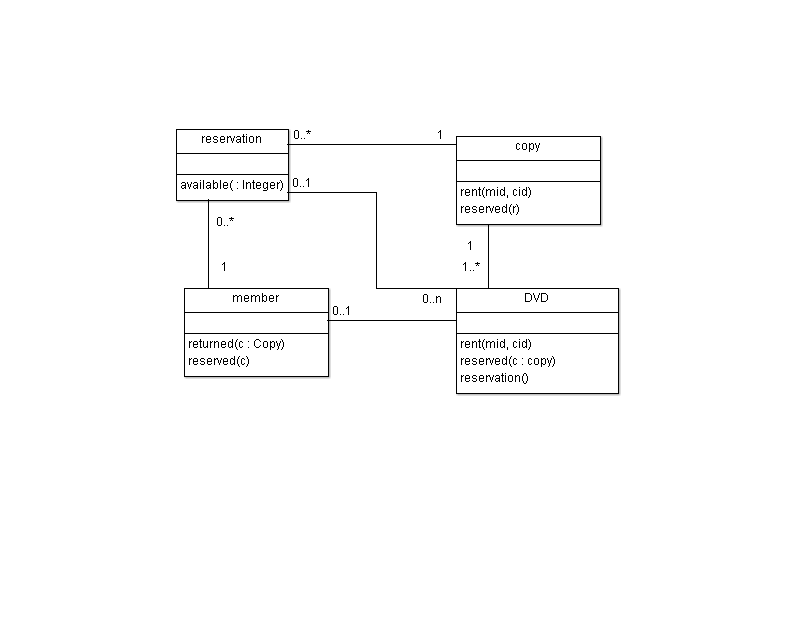 reservation
available( : Integer)
0..*
1
copy
rent(mid, cid)
reserved(r)
0..1
0..*
1
1
1..*
member
returned(c : Copy)
reserved(c)
0..1
0..n
DVD
rent(mid, cid)
reserved(c : copy)
reservation()